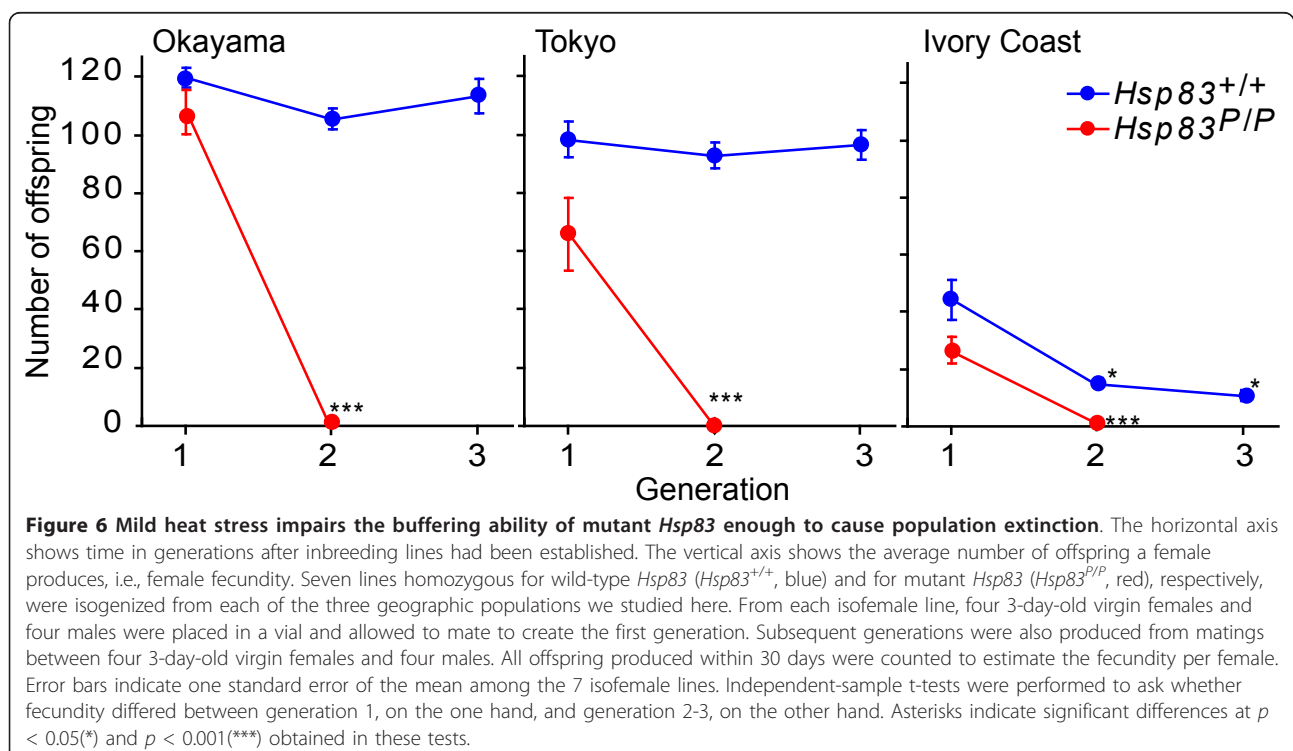 Okayama Tokyo Ivory Coast
Hsp83+/+
Hsp83P/P
Number of offspring
120
100
80
60
40
20
0
***
***
*
***
*
1 2 3 1 2 3 1 2 3
Generation
Figure 6 Mild heat stress impairs the buffering ability of mutant Hsp83 enough to cause population extinction. The horizontal axis
shows time in generations after inbreeding lines had been established. The vertical axis shows the average number of offspring a female
produces, i.e., female fecundity. Seven lines homozygous for wild-type Hsp83 (Hsp83+/+, blue) and for mutant Hsp83 (Hsp83P/P, red), respectively,
were isogenized from each of the three geographic populations we studied here. From each isofemale line, four 3-day-old virgin females and
four males were placed in a vial and allowed to mate to create the first generation. Subsequent generations were also produced from matings
between four 3-day-old virgin females and four males. All offspring produced within 30 days were counted to estimate the fecundity per female.
Error bars indicate one standard error of the mean among the 7 isofemale lines. Independent-sample t-tests were performed to ask whether
fecundity differed between generation 1, on the one hand, and generation 2-3, on the other hand. Asterisks indicate significant differences at p
< 0.05(*) and p < 0.001(***) obtained in these tests.